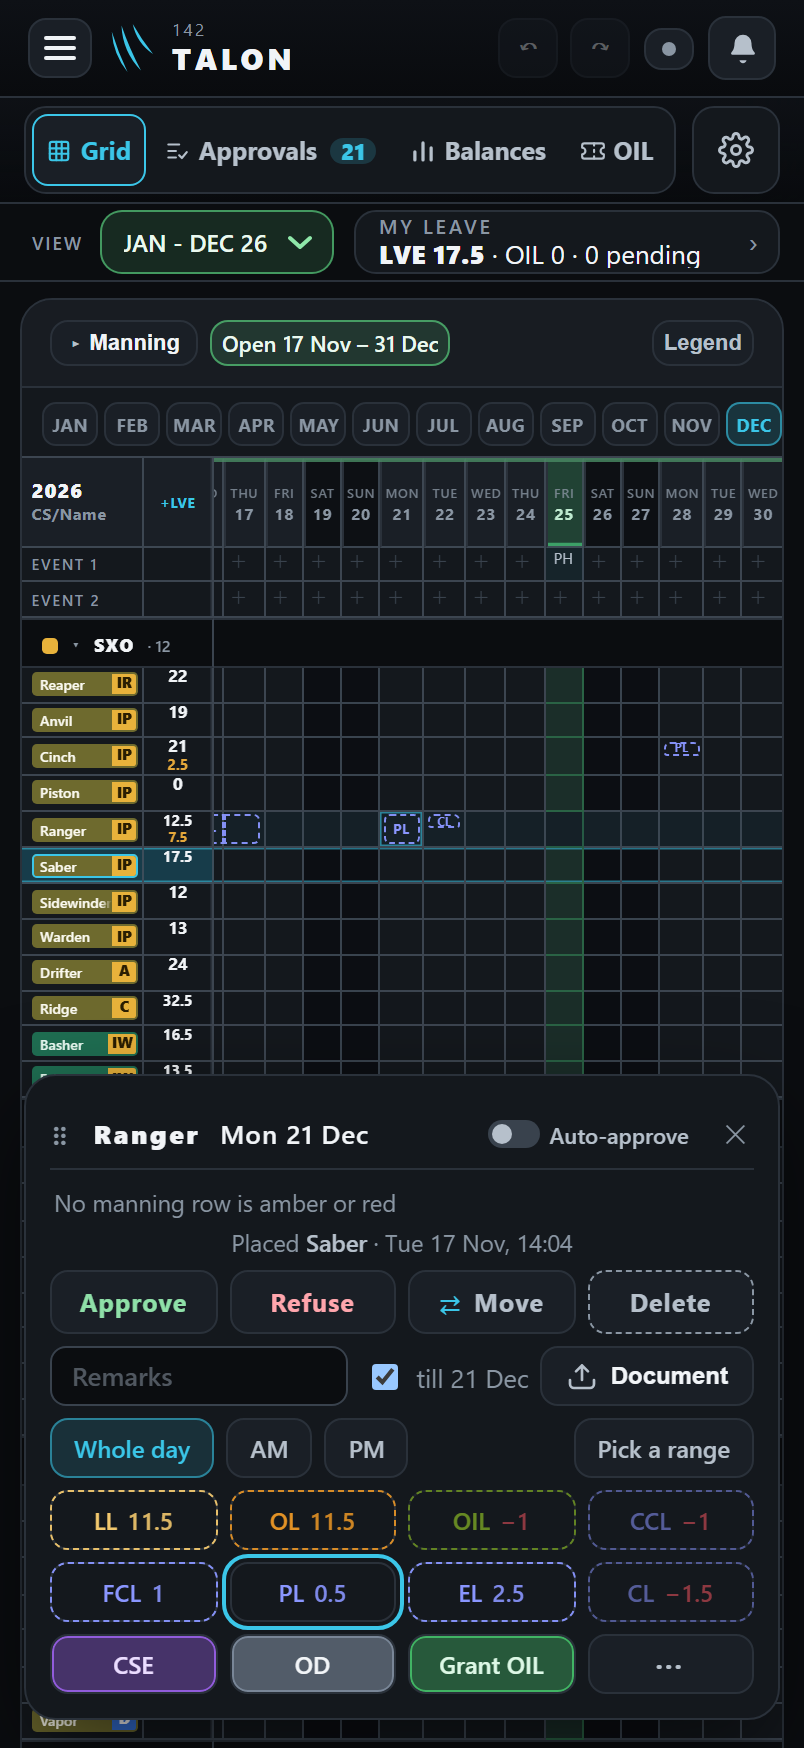 142
TALON
Grid
Approvals 21
Balances
OIL
VIEW
JAN - DEC 26
MY LEAVE
LVE 17.5 · OIL 0 · 0 pending
Manning
Open 17 Nov – 31 Dec
Legend
JAN FEB MAR APR MAY JUN JUL AUG SEP OCT NOV DEC
2026
CS/Name
+LVE
THU 17
FRI 18
SAT 19
SUN 20
MON 21
TUE 22
WED 23
THU 24
FRI 25
SAT 26
SUN 27
MON 28
TUE 29
WED 30
EVENT 1 + + + + + + + + PH + + + + +
EVENT 2 + + + + + + + + + + + + + +
SXO · 12
Reaper IR 22
Anvil IP 19
Cinch IP 21 2.5 PL
Piston IP 0
Ranger IP 12.5 7.5 PL CL
Saber IP 17.5
Sidewinder IP 12
Warden IP 13
Drifter A 24
Ridge C 32.5
Basher IW 16.5
13.5
Ranger Mon 21 Dec
Auto-approve
No manning row is amber or red
Placed Saber · Tue 17 Nov, 14:04
Approve
Refuse
Move
Delete
Remarks
till 21 Dec
Document
Whole day
AM
PM
Pick a range
LL 11.5
OL 11.5
OIL −1
CCL −1
FCL 1
PL 0.5
EL 2.5
CL −1.5
CSE
OD
Grant OIL
...
Vapor